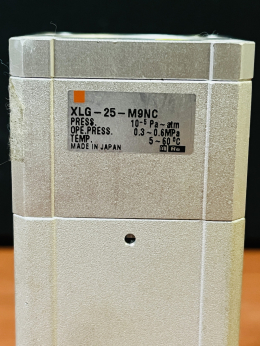 XLG-25-M9NC
PRESS. 10⁻⁶ Pa-atm
OPE.PRESS. 0.3-0.6MPa
TEMP. 5-60°C
MADE IN JAPAN